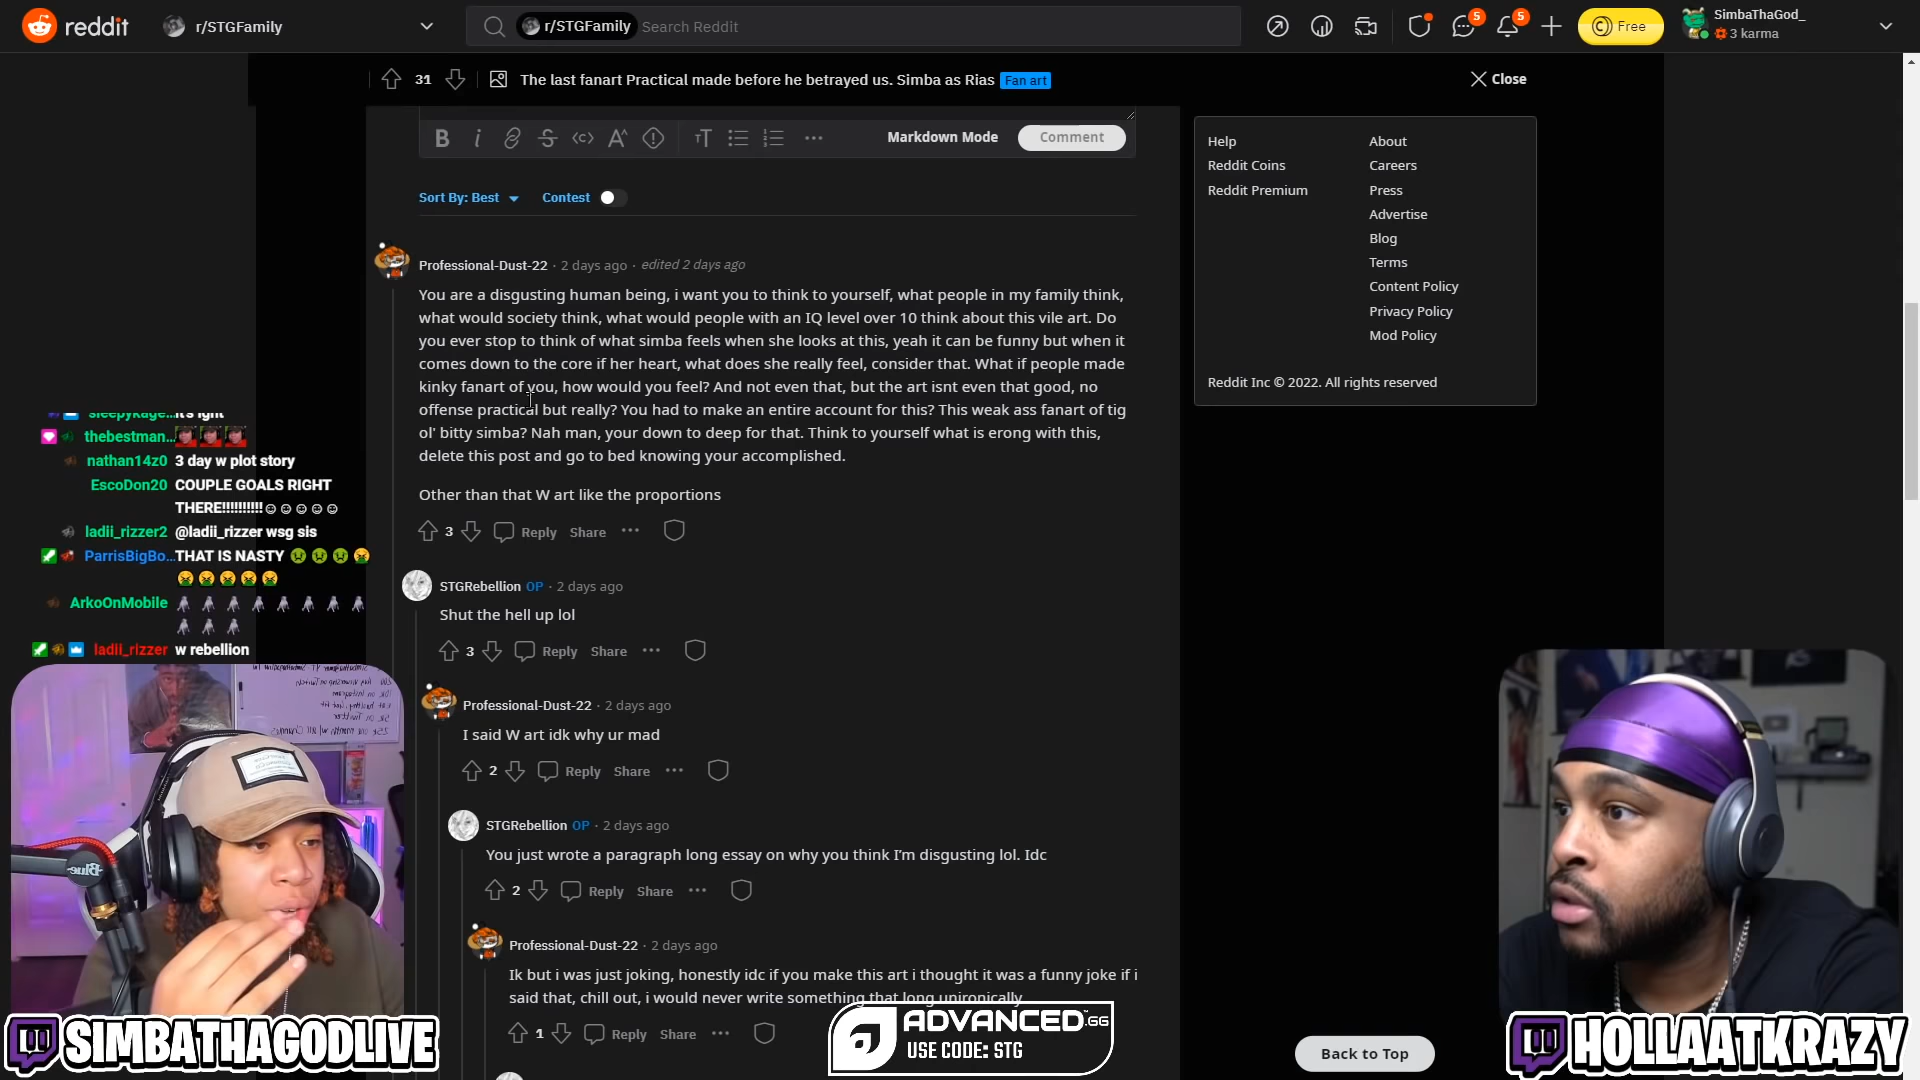 reddit r/STGFamily r/STGFamily Search Reddit 5 5 Free SimbaThaGod_
3 karma
31 The last fanart Practical made before he betrayed us. Simba as Rias Fan art Close
Markdown Mode Comment
Sort By: Best Contest
Professional-Dust-22 · 2 days ago · edited 2 days ago
You are a disgusting human being, i want you to think to yourself, what people in my family think,
what would society think, what would people with an IQ level over 10 think about this vile art. Do
you ever stop to think of what simba feels when she looks at this, yeah it can be funny but when it
comes down to the core if her heart, what does she really feel, consider that. What if people made
kinky fanart of you, how would you feel? And not even that, but the art isnt even that good, no
offense practical but really? You had to make an entire account for this? This weak ass fanart of tig
ol' bitty simba? Nah man, your down to deep for that. Think to yourself what is erong with this,
delete this post and go to bed knowing your accomplished.
Other than that W art like the proportions
3 Reply Share
STGRebellion OP · 2 days ago
Shut the hell up lol
3 Reply Share
Professional-Dust-22 · 2 days ago
I said W art idk why ur mad
2 Reply Share
STGRebellion OP · 2 days ago
You just wrote a paragraph long essay on why you think I'm disgusting lol. Idc
2 Reply Share
Professional-Dust-22 · 2 days ago
Ik but i was just joking, honestly idc if you make this art i thought it was a funny joke if i
said that, chill out, i would never write something that long unironically
1 Reply Share
Help
Reddit Coins
Reddit Premium
About
Careers
Press
Advertise
Blog
Terms
Content Policy
Privacy Policy
Mod Policy
Reddit Inc © 2022. All rights reserved
Back to Top
sleepykage... it's ight
thebestman...
nathan14z0 3 day w plot story
EscoDon20 COUPLE GOALS RIGHT
THERE!!!!!!!!!!
ladii_rizzer2 @ladii_rizzer wsg sis
ParrisBigBo... THAT IS NASTY
ArkoOnMobile
ladii_rizzer w rebellion
Blue
SIMBATHAGODLIVE
ADVANCED.GG
USE CODE: STG
HOLLAATKRAZY